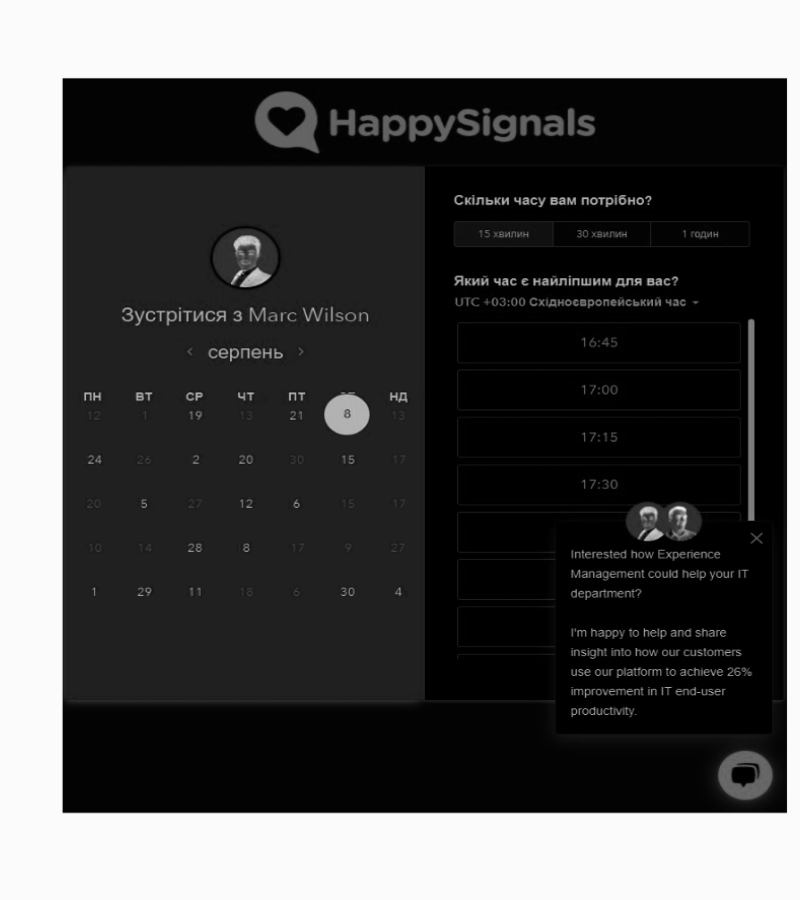 HappySignals
Зустрітися з Marc Wilson
серпень
ПН ВТ СР ЧТ ПТ НД
12 1 19 13 21 8 13
24 26 2 20 30 15 17
20 5 27 12 6 15 17
10 14 28 8 17 9 27
1 29 11 18 6 30 4
Скільки часу вам потрібно?
15 хвилин 30 хвилин 1 годин
Який час є найліпшим для вас?
UTC +03:00 Східноєвропейський час
16:45
17:00
17:15
17:30
Interested how Experience
Management could help your IT
department?
I'm happy to help and share
insight into how our customers
use our platform to achieve 26%
improvement in IT end-user
productivity.